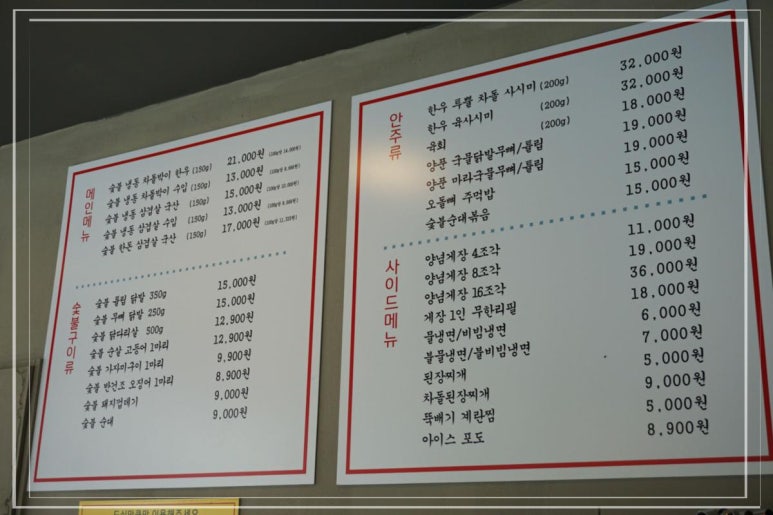 메인메뉴
숯불 냉동 차돌박이 한우 (150g) 21,000원
숯불 냉동 차돌박이 수입 (150g) 13,000원
숯불 냉동 삼겹살 국산 (150g) 15,000원
숯불 냉동 삼겹살 수입 (150g) 13,000원
숯불 한돈 삼겹살 국산 (150g) 17,000원
숯불구이류
숯불 튤립 닭발 350g 15,000원
숯불 무뼈 닭발 250g 15,000원
숯불 닭다리살 500g 12,900원
숯불 순살 고등어 1마리 12,900원
숯불 가자미구이 1마리 9,900원
숯불 반건조 오징어 1마리 8,900원
숯불 돼지껍데기 9,000원
숯불 순대 9,000원
안주류
한우 투뿔 차돌 사시미 (200g) 32,000원
한우 육사시미 (200g) 32,000원
육회 (200g) 18,000원
양푼 국물닭발무뼈/튤립 19,000원
양푼 마라국물무뼈/튤립 19,000원
오돌뼈 주먹밥 15,000원
숯불순대볶음 15,000원
사이드메뉴
양념게장 4조각 11,000원
양념게장 8조각 19,000원
양념게장 16조각 36,000원
게장 1인 무한리필 18,000원
물냉면/비빔냉면 6,000원
불물냉면/불비빔냉면 7,000원
된장찌개 5,000원
차돌된장찌개 9,000원
뚝배기 계란찜 5,000원
아이스 포도 8,900원